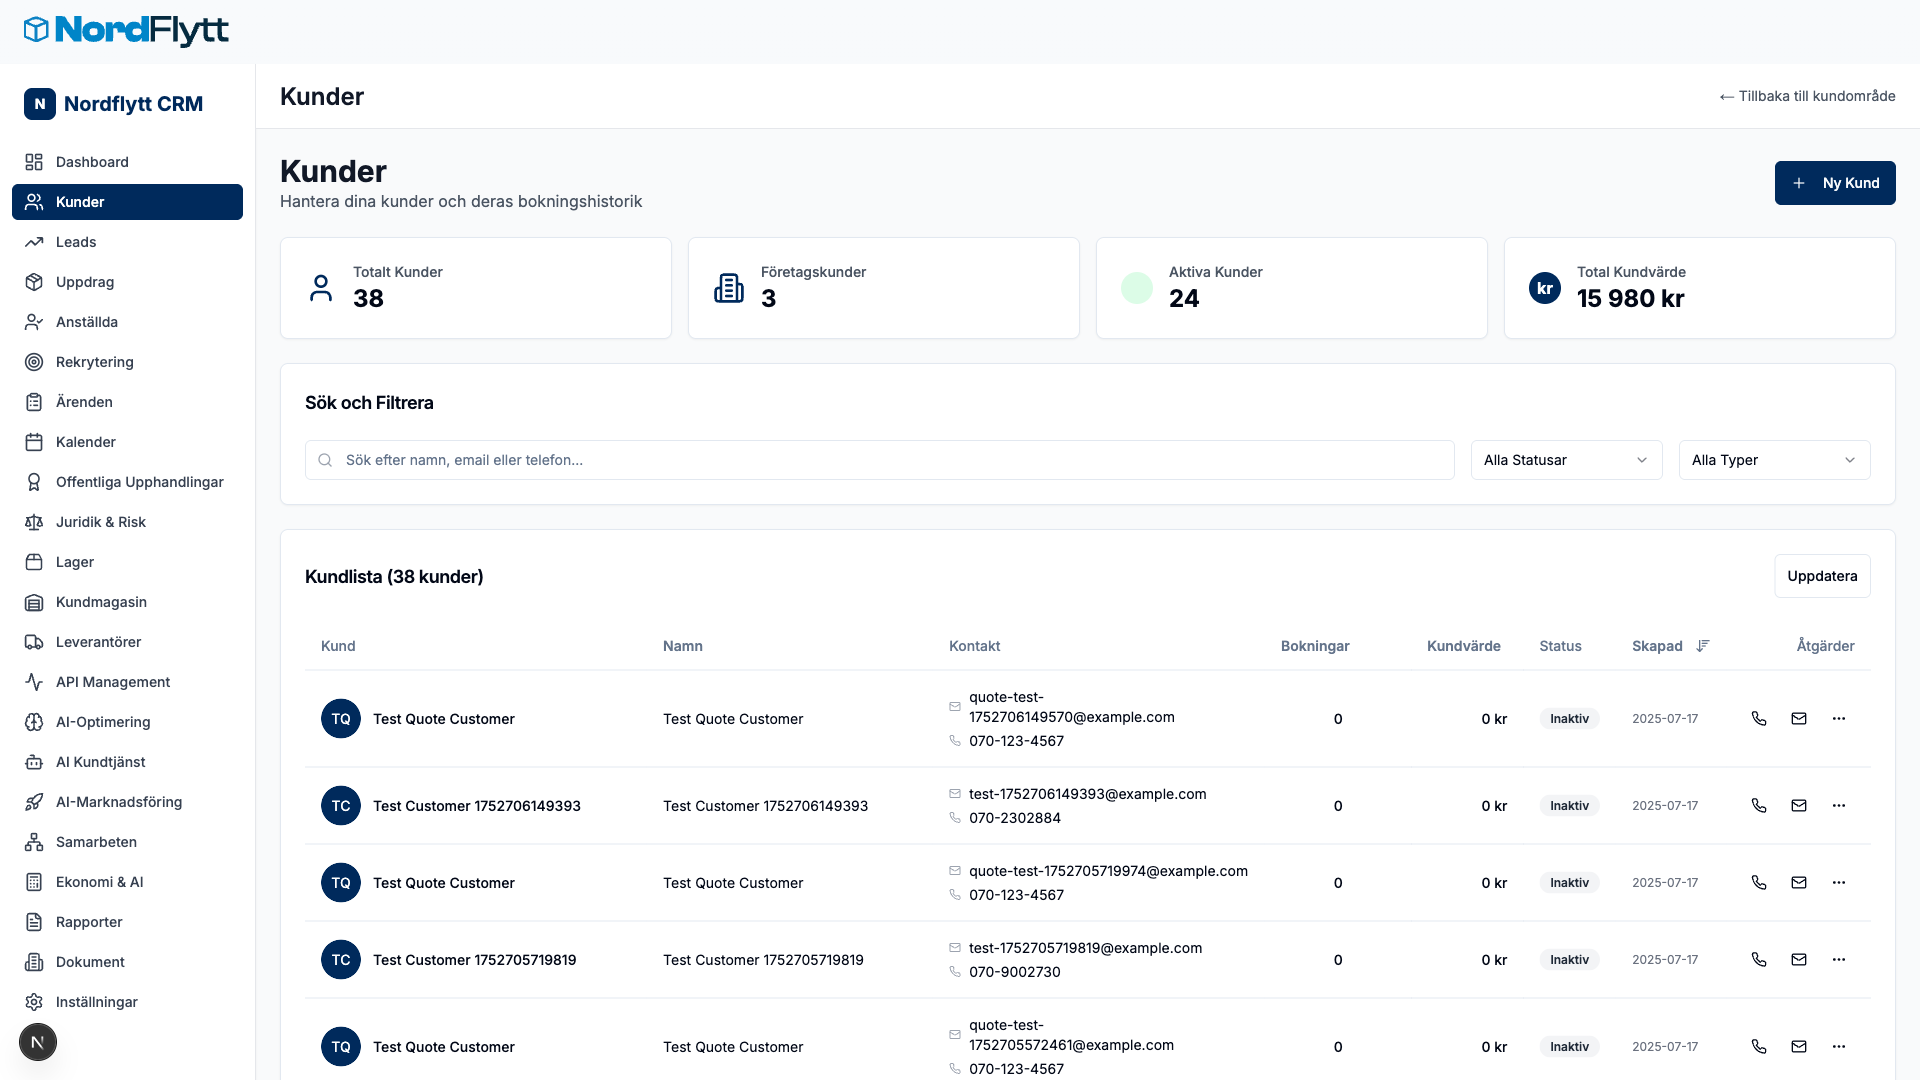 NordFlytt
N Nordflytt CRM
Dashboard
Kunder
Leads
Uppdrag
Anställda
Rekrytering
Ärenden
Kalender
Offentliga Upphandlingar
Juridik & Risk
Lager
Kundmagasin
Leverantörer
API Management
AI-Optimering
AI Kundtjänst
AI-Marknadsföring
Samarbeten
Ekonomi & AI
Rapporter
Dokument
Inställningar
N
Kunder
← Tillbaka till kundområde
Kunder
Hantera dina kunder och deras bokningshistorik
+ Ny Kund
Totalt Kunder
38
Företagskunder
3
Aktiva Kunder
24
kr
Total Kundvärde
15 980 kr
Sök och Filtrera
Sök efter namn, email eller telefon...
Alla Statusar
Alla Typer
Kundlista (38 kunder)
Uppdatera
Kund Namn Kontakt Bokningar Kundvärde Status Skapad Åtgärder
TQ Test Quote Customer Test Quote Customer
quote-test-
1752706149570@example.com
070-123-4567
0 0 kr Inaktiv 2025-07-17
TC Test Customer 1752706149393 Test Customer 1752706149393
test-1752706149393@example.com
070-2302884
0 0 kr Inaktiv 2025-07-17
TQ Test Quote Customer Test Quote Customer
quote-test-1752705719974@example.com
070-123-4567
0 0 kr Inaktiv 2025-07-17
TC Test Customer 1752705719819 Test Customer 1752705719819
test-1752705719819@example.com
070-9002730
0 0 kr Inaktiv 2025-07-17
TQ Test Quote Customer Test Quote Customer
quote-test-
1752705572461@example.com
070-123-4567
0 0 kr Inaktiv 2025-07-17